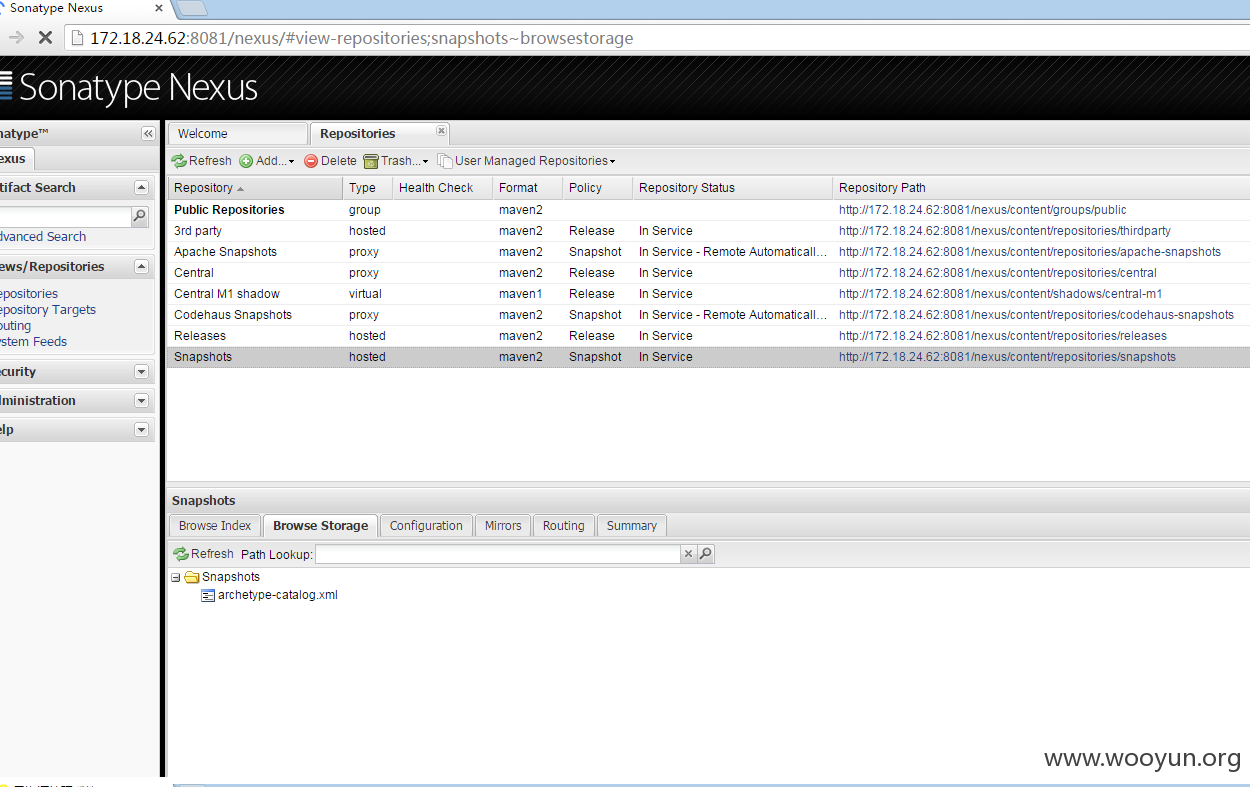 Sonatype Nexus
172.18.24.62:8081/nexus/#view-repositories;snapshots~browsestorage
Sonatype Nexus
natype™
exus
Welcome
Repositories
Refresh Add... Delete Trash... User Managed Repositories
tifact Search
dvanced Search
ews/Repositories
epositories
epository Targets
outing
ystem Feeds
ecurity
dministration
elp
Repository Type Health Check Format Policy Repository Status Repository Path
Public Repositories group maven2 http://172.18.24.62:8081/nexus/content/groups/public
3rd party hosted maven2 Release In Service http://172.18.24.62:8081/nexus/content/repositories/thirdparty
Apache Snapshots proxy maven2 Snapshot In Service - Remote Automaticall... http://172.18.24.62:8081/nexus/content/repositories/apache-snapshots
Central proxy maven2 Release In Service http://172.18.24.62:8081/nexus/content/repositories/central
Central M1 shadow virtual maven1 Release In Service http://172.18.24.62:8081/nexus/content/shadows/central-m1
Codehaus Snapshots proxy maven2 Snapshot In Service - Remote Automaticall... http://172.18.24.62:8081/nexus/content/repositories/codehaus-snapshots
Releases hosted maven2 Release In Service http://172.18.24.62:8081/nexus/content/repositories/releases
Snapshots hosted maven2 Snapshot In Service http://172.18.24.62:8081/nexus/content/repositories/snapshots
Snapshots
Browse Index Browse Storage Configuration Mirrors Routing Summary
Refresh Path Lookup:
Snapshots
archetype-catalog.xml
www.wooyun.org